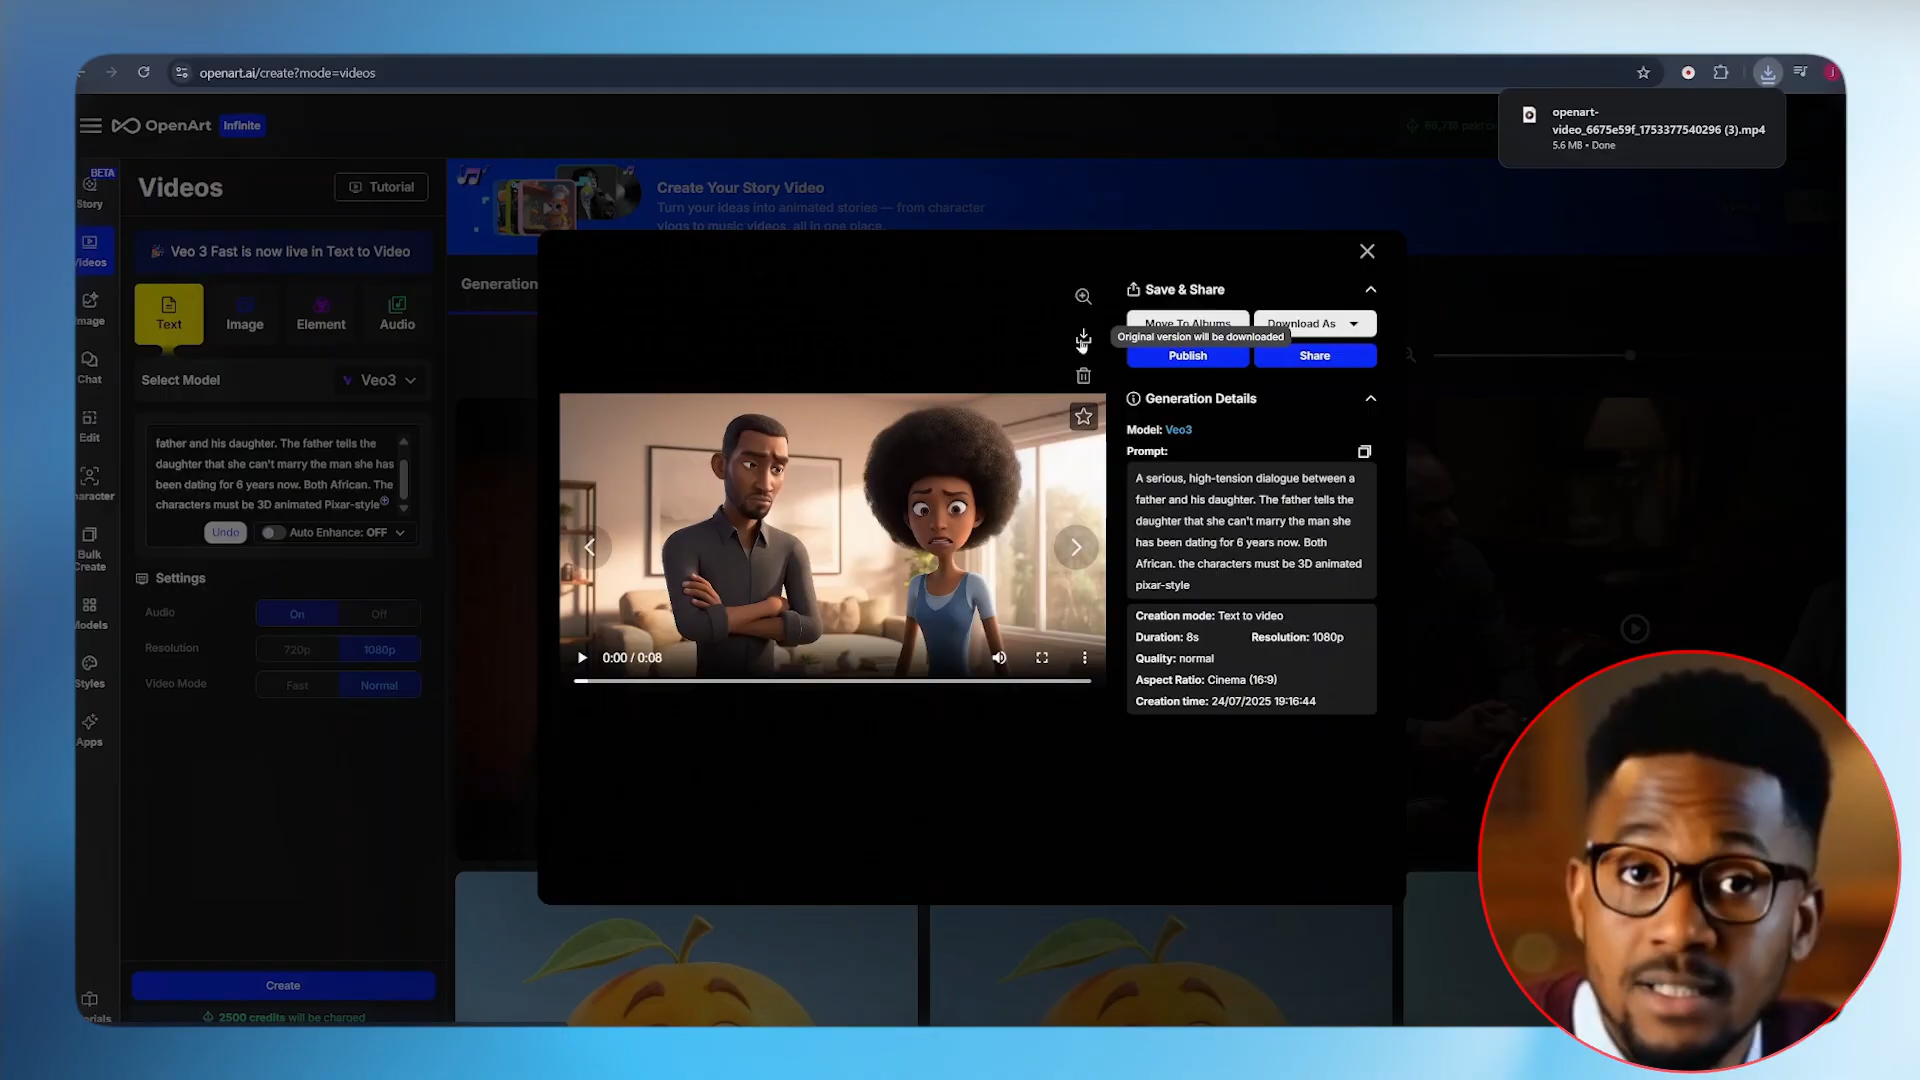 openart.ai/create?mode=videos
openart-
video_6675e59f_1753377540296 (3).mp4
5.6 MB • Done
OpenArt
Infinite
BETA
Story
Videos
Tutorial
Create Your Story Video
Turn your ideas into animated stories — from character
vlogs to music videos, all in one place.
Veo 3 Fast is now live in Text to Video
ideos
Generation
Text
Image
Element
Audio
mage
Chat
Edit
aracter
Bulk
Create
lodels
Styles
Apps
orials
Select Model
Veo3
father and his daughter. The father tells the
daughter that she can't marry the man she has
been dating for 6 years now. Both African. The
characters must be 3D animated Pixar-style
Undo
Auto Enhance: OFF
Settings
Audio
On
Off
Resolution
720p
1080p
Video Mode
Fast
Normal
Create
2500 credits will be charged
0:00 / 0:08
Save & Share
Move To Albums
Download As
Original version will be downloaded
Publish
Share
Generation Details
Model: Veo3
Prompt:
A serious, high-tension dialogue between a
father and his daughter. The father tells the
daughter that she can't marry the man she
has been dating for 6 years now. Both
African. the characters must be 3D animated
pixar-style
Creation mode: Text to video
Duration: 8s
Resolution: 1080p
Quality: normal
Aspect Ratio: Cinema (16:9)
Creation time: 24/07/2025 19:16:44